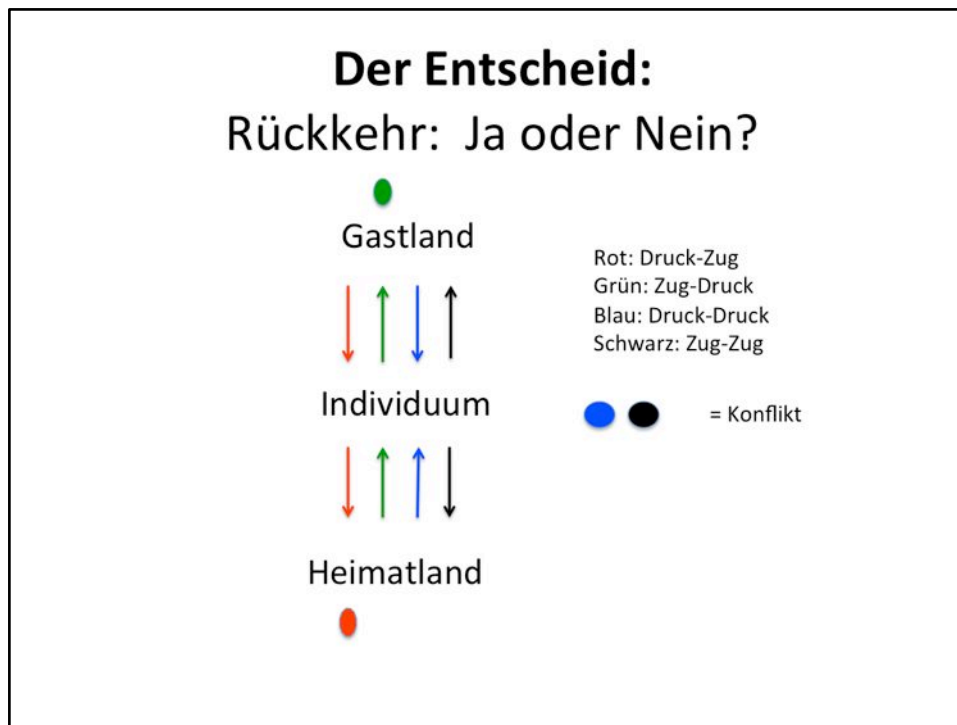 Der Entscheid:
Rückkehr: Ja oder Nein?
Gastland
Rot: Druck-Zug
Grün: Zug-Druck
Blau: Druck-Druck
Schwarz: Zug-Zug
Individuum
= Konflikt
Heimatland